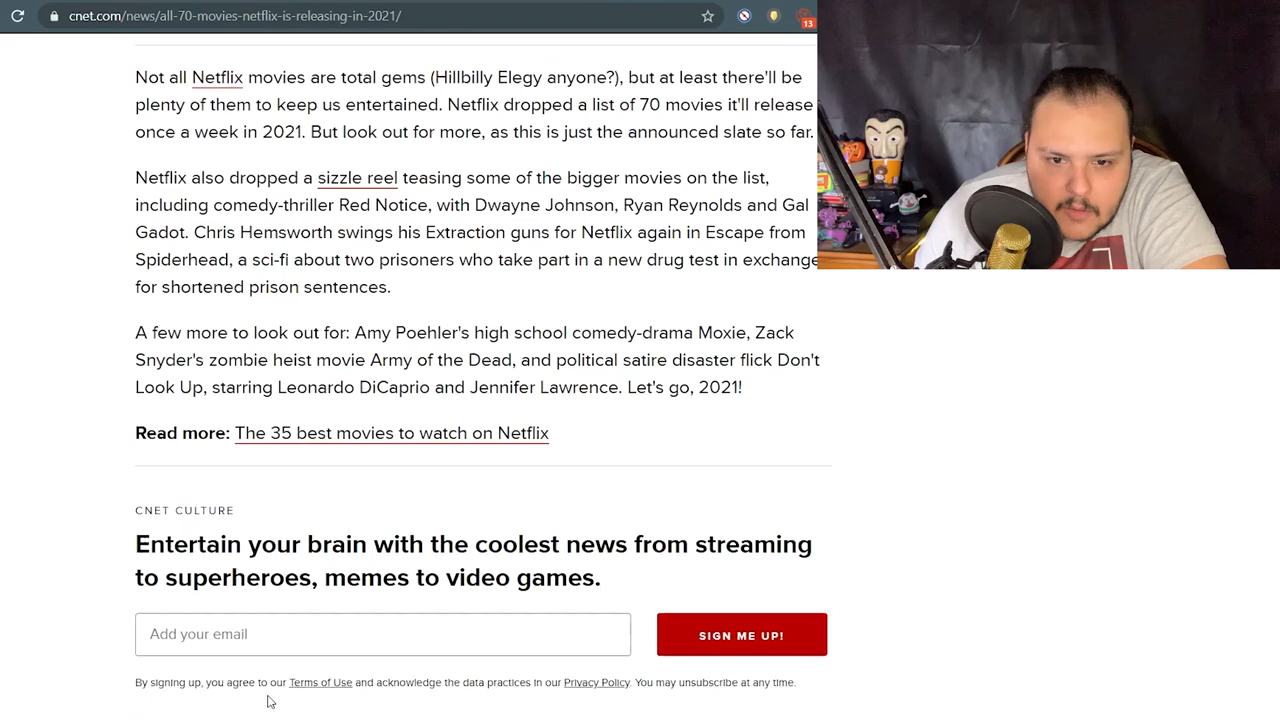 cnet.com/news/all-70-movies-netflix-is-releasing-in-2021/
13
Not all Netflix movies are total gems (Hillbilly Elegy anyone?), but at least there'll be
plenty of them to keep us entertained. Netflix dropped a list of 70 movies it'll release
once a week in 2021. But look out for more, as this is just the announced slate so far.
Netflix also dropped a sizzle reel teasing some of the bigger movies on the list,
including comedy-thriller Red Notice, with Dwayne Johnson, Ryan Reynolds and Gal
Gadot. Chris Hemsworth swings his Extraction guns for Netflix again in Escape from
Spiderhead, a sci-fi about two prisoners who take part in a new drug test in exchange
for shortened prison sentences.
A few more to look out for: Amy Poehler's high school comedy-drama Moxie, Zack
Snyder's zombie heist movie Army of the Dead, and political satire disaster flick Don't
Look Up, starring Leonardo DiCaprio and Jennifer Lawrence. Let's go, 2021!
Read more: The 35 best movies to watch on Netflix
CNET CULTURE
Entertain your brain with the coolest news from streaming
to superheroes, memes to video games.
Add your email
SIGN ME UP!
By signing up, you agree to our Terms of Use and acknowledge the data practices in our Privacy Policy. You may unsubscribe at any time.